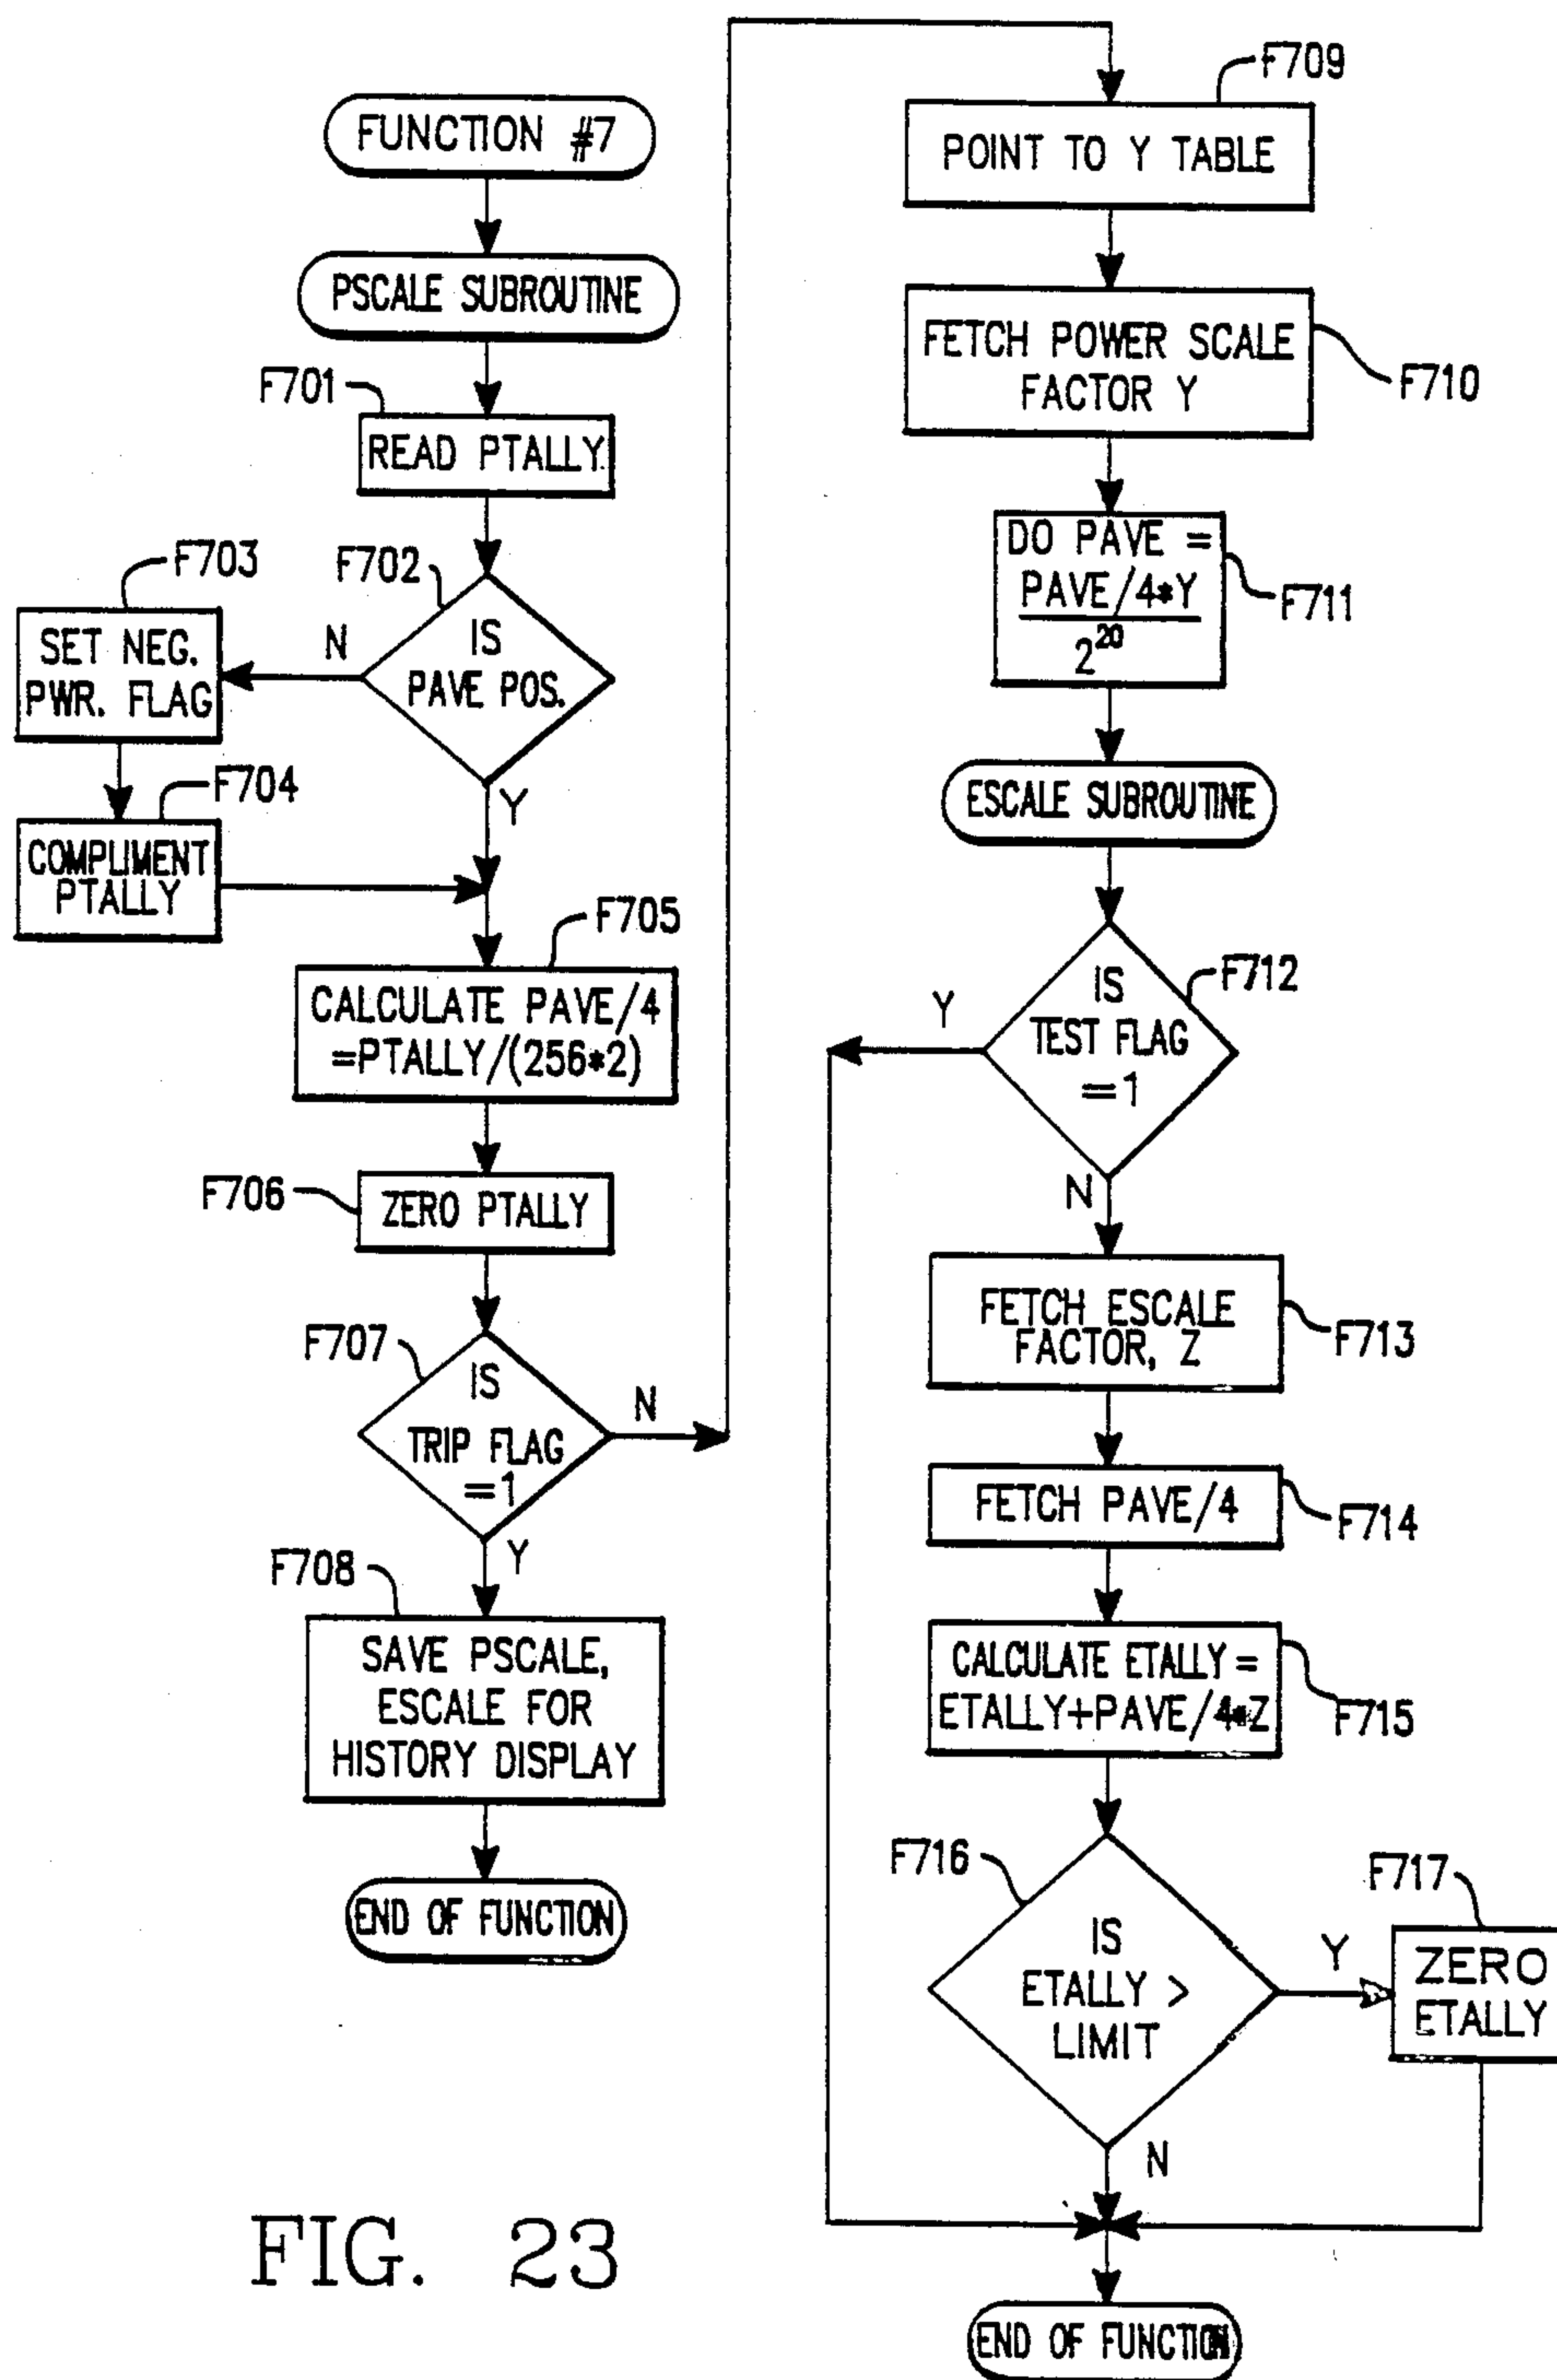 FUNCTION #7
PSCALE SUBROUTINE
F701
READ PTALLY
F702
IS
PAVE POS.
N
Y
F703
SET NEG.
PWR. FLAG
F704
COMPLIMENT
PTALLY
F705
CALCULATE PAVE/4
=PTALLY/(256*2)
F706
ZERO PTALLY
F707
IS
TRIP FLAG
=1
N
Y
F708
SAVE PSCALE,
ESCALE FOR
HISTORY DISPLAY
END OF FUNCTION
F709
POINT TO Y TABLE
FETCH POWER SCALE
FACTOR Y
F710
DO PAVE =
PAVE/4*Y
2^20
F711
ESCALE SUBROUTINE
F712
IS
TEST FLAG
=1
Y
N
FETCH ESCALE
FACTOR, Z
F713
FETCH PAVE/4
F714
CALCULATE ETALLY=
ETALLY+PAVE/4*Z
F715
F716
IS
ETALLY >
LIMIT
Y
N
F717
ZERO
ETALLY
END OF FUNCTION
FIG. 23